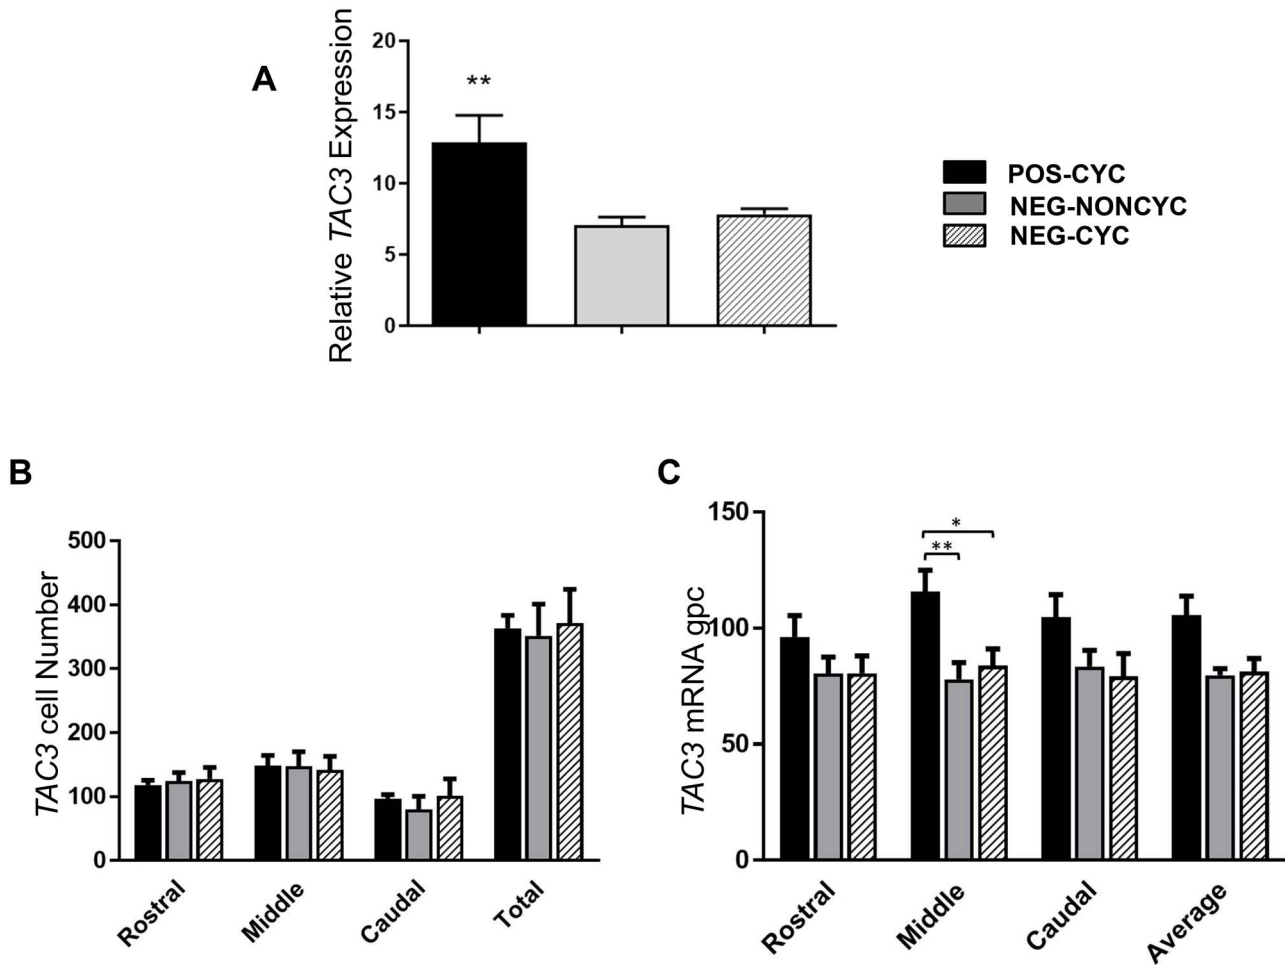 A
Relative TAC3 Expression
20
15
10
5
0
**
POS-CYC
NEG-NONCYC
NEG-CYC
B
TAC3 cell Number
500
400
300
200
100
0
Rostral
Middle
Caudal
Total
C
TAC3 mRNA gpc
150
100
50
0
*
**
Rostral
Middle
Caudal
Average